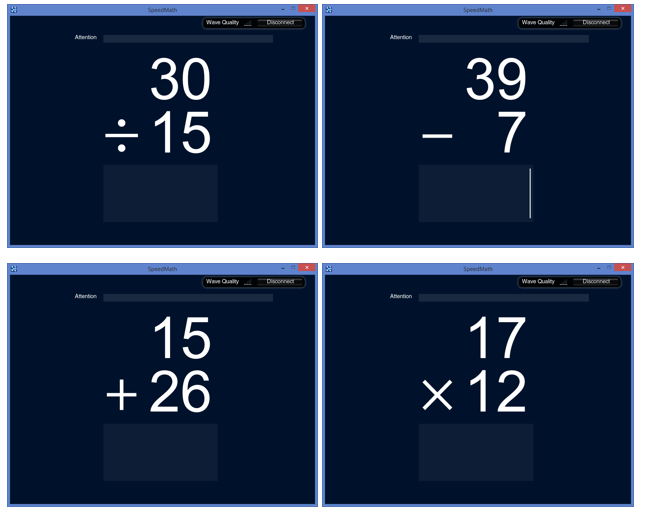 SpeedMath
Wave Quality Disconnect
Attention
30
÷ 15
SpeedMath
Wave Quality Disconnect
Attention
39
− 7
SpeedMath
Wave Quality Disconnect
Attention
15
+ 26
SpeedMath
Wave Quality Disconnect
Attention
17
× 12